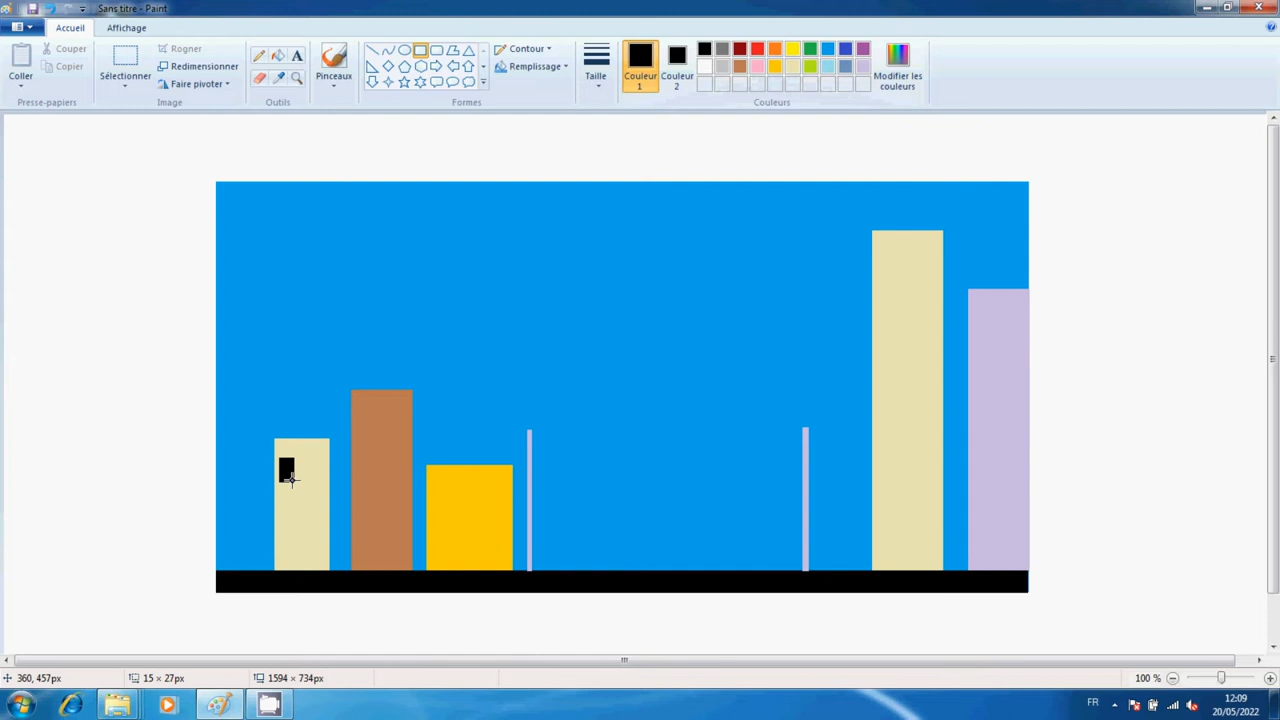 Sans titre - Paint
Accueil Affichage
Coller
Couper
Copier
Presse-papiers
Sélectionner
Rogner
Redimensionner
Faire pivoter
Image
A
Outils
Pinceaux
Contour
Remplissage
Formes
Taille
Couleur 1
Couleur 2
Modifier les couleurs
Couleurs
360, 457px
15 × 27px
1594 × 734px
100 %
FR
12:09
20/05/2022